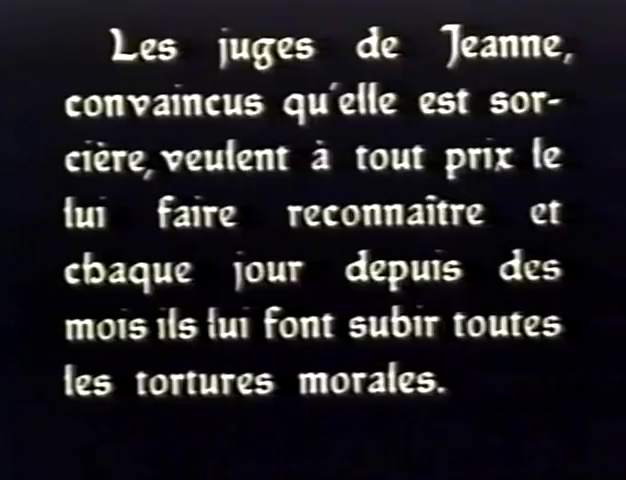 Les juges de Jeanne,
convaincus qu'elle est sor-
cière, veulent à tout prix le
lui faire reconnaître et
chaque jour depuis des
mois ils lui font subir toutes
les tortures morales.